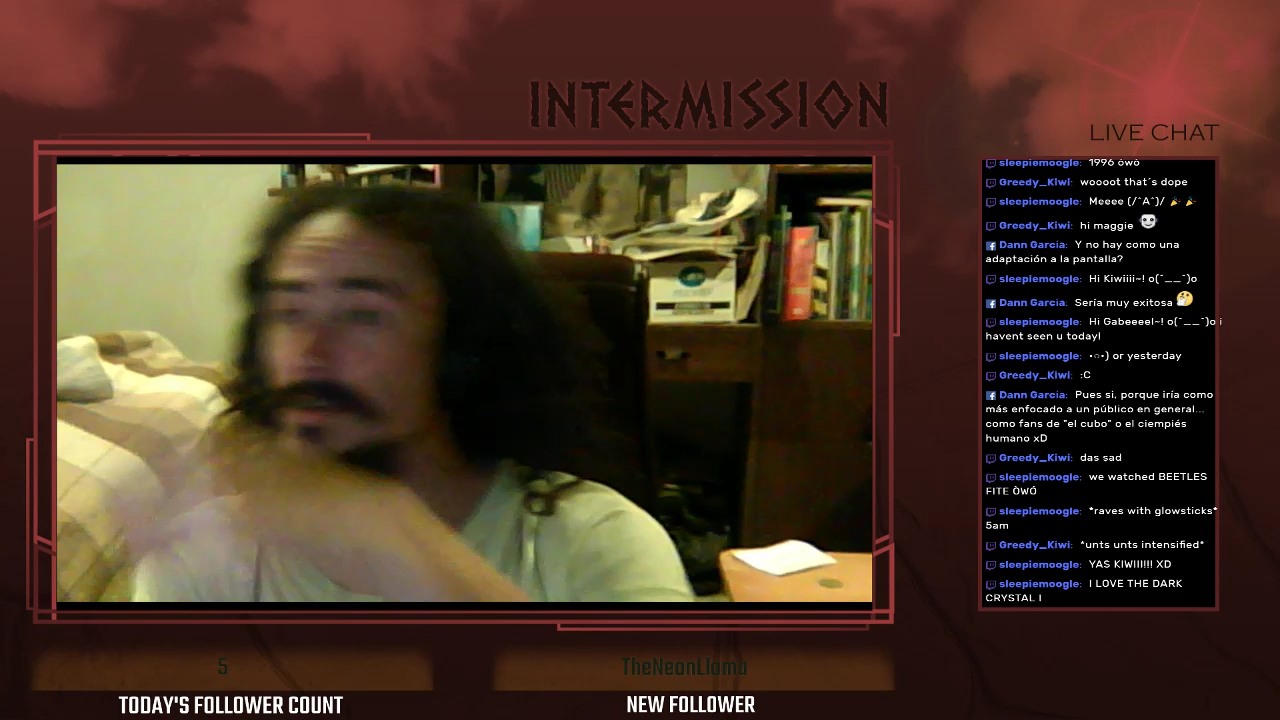 INTERMISSION
LIVE CHAT
sleepiemoogle: 1996 òwò
Greedy_Kiwi: woooot that´s dope
sleepiemoogle: Meeee (/^A^)/ 🎉 🎉
Greedy_Kiwi: hi maggie
Dann Garcia: Y no hay como una
adaptación a la pantalla?
sleepiemoogle: Hi Kiwiiii~! o(^__^)o
Dann Garcia: Sería muy exitosa 🤔
sleepiemoogle: Hi Gabeeeel~! o(^__^)o i
havent seen u today!
sleepiemoogle: •○•) or yesterday
Greedy_Kiwi: :C
Dann Garcia: Pues si, porque iría como
más enfocado a un público en general...
como fans de "el cubo" o el ciempiés
humano xD
Greedy_Kiwi: das sad
sleepiemoogle: we watched BEETLES
FITE ÒWÓ
sleepiemoogle: *raves with glowsticks*
5am
Greedy_Kiwi: *unts unts intensified*
sleepiemoogle: YAS KIWIIIII!! XD
sleepiemoogle: I LOVE THE DARK
CRYSTAL I
5
TheNeonLlama
TODAY'S FOLLOWER COUNT
NEW FOLLOWER